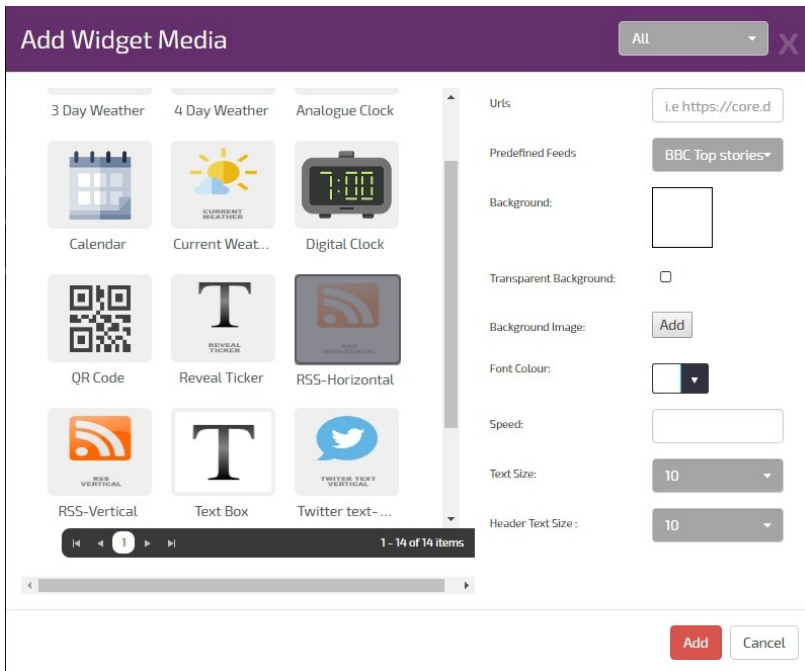 Add Widget Media
All
X
3 Day Weather
4 Day Weather
Analogue Clock
CURRENT
WEATHER
7:00
Calendar
Current Weat...
Digital Clock
REVEAL
TICKER
RSS
HORIZANTAL
QR Code
Reveal Ticker
RSS-Horizontal
RSS
VERTICAL
T
TWITER TEXT
VERTICAL
RSS-Vertical
Text Box
Twitter text-...
1
1 - 14 of 14 items
Urls
i.e https://core.d
Predefined Feeds
BBC Top stories
Background:
Transparent Background:
Background Image:
Add
Font Colour:
Speed:
Text Size:
10
Header Text Size :
10
Add
Cancel